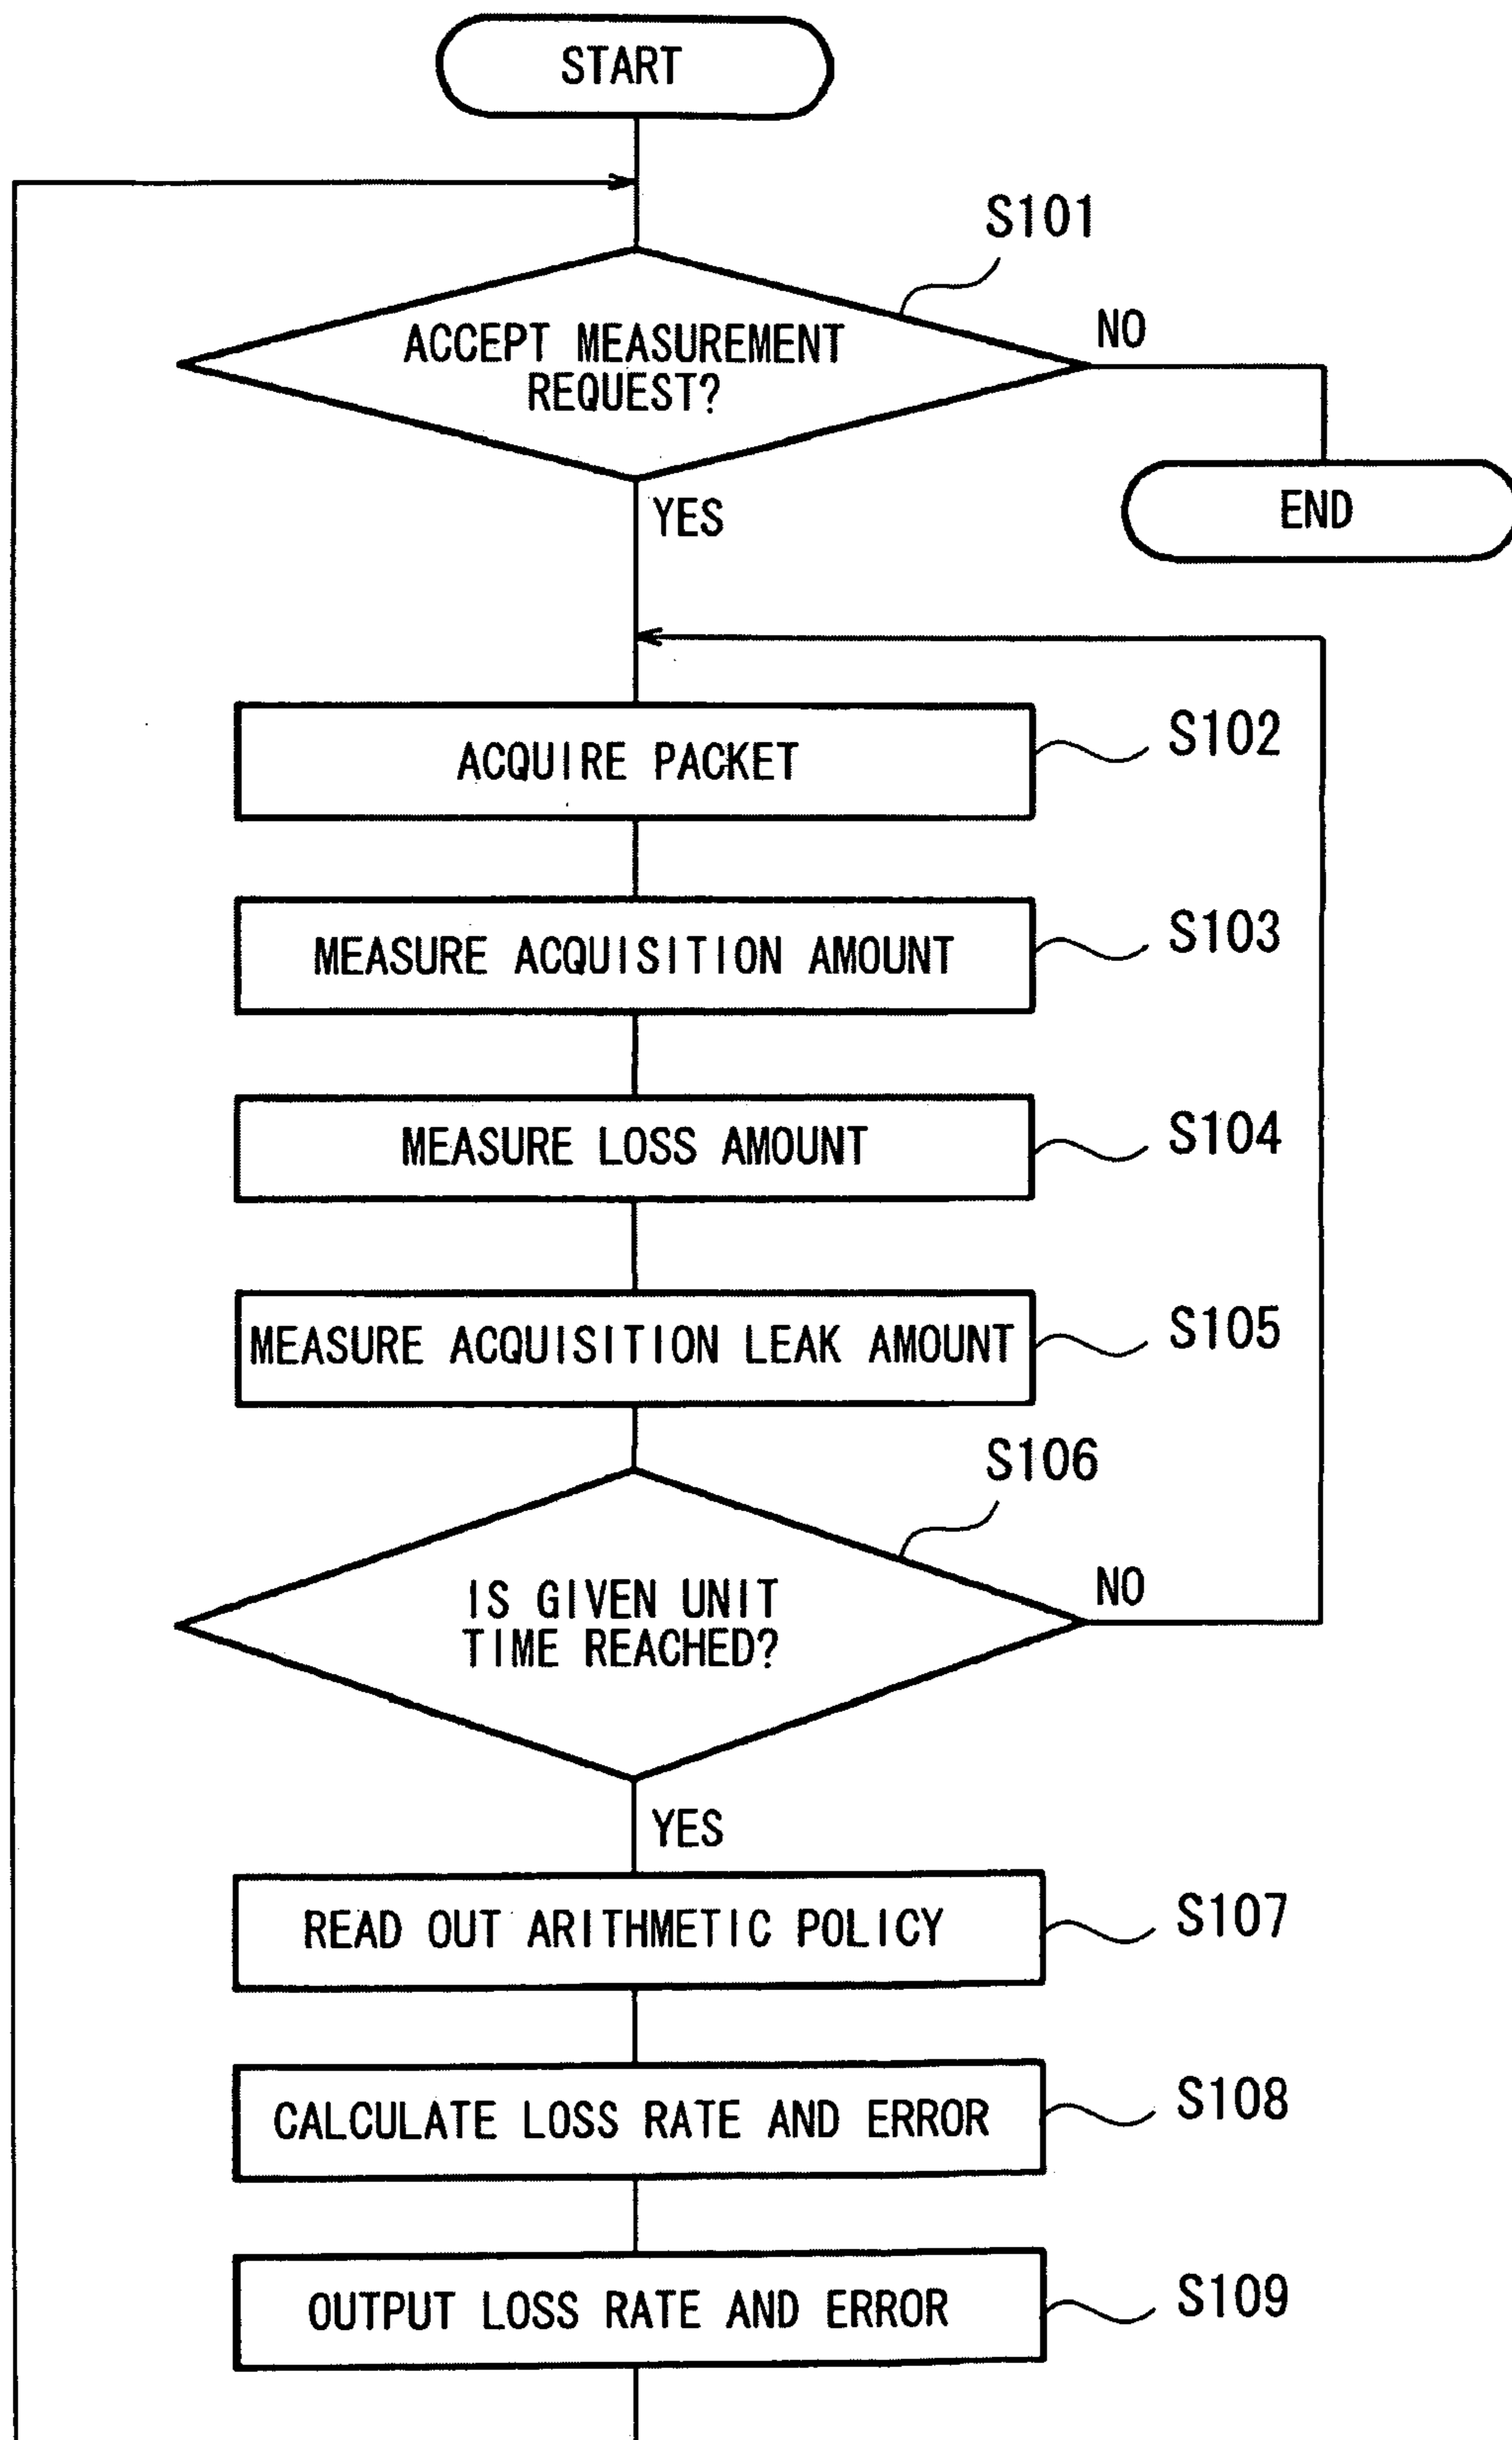 START
S101
ACCEPT MEASUREMENT
REQUEST?
NO
END
YES
ACQUIRE PACKET
S102
MEASURE ACQUISITION AMOUNT
S103
MEASURE LOSS AMOUNT
S104
MEASURE ACQUISITION LEAK AMOUNT
S105
S106
IS GIVEN UNIT
TIME REACHED?
NO
YES
READ OUT ARITHMETIC POLICY
S107
CALCULATE LOSS RATE AND ERROR
S108
OUTPUT LOSS RATE AND ERROR
S109